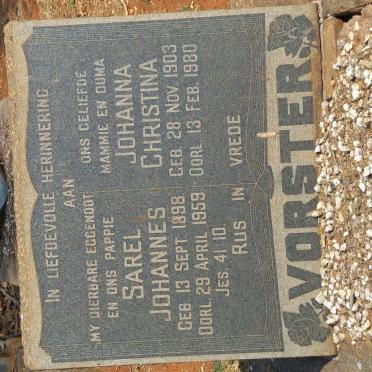 IN LIEFDEVOLLE HERINNERING
AAN
MY DIERBARE EGGENOOT
EN ONS PAPPIE
SAREL
JOHANNES
GEB 13 SEPT 1898
OORL. 29 APRIL 1959
JES. 41:10.
ONS GELIEFDE
MAMMIE EN OUMA
JOHANNA
CHRISTINA
GEB. 28 NOV. 1903
OORL. 13 FEB. 1980
RUS IN VREDE
VORSTER